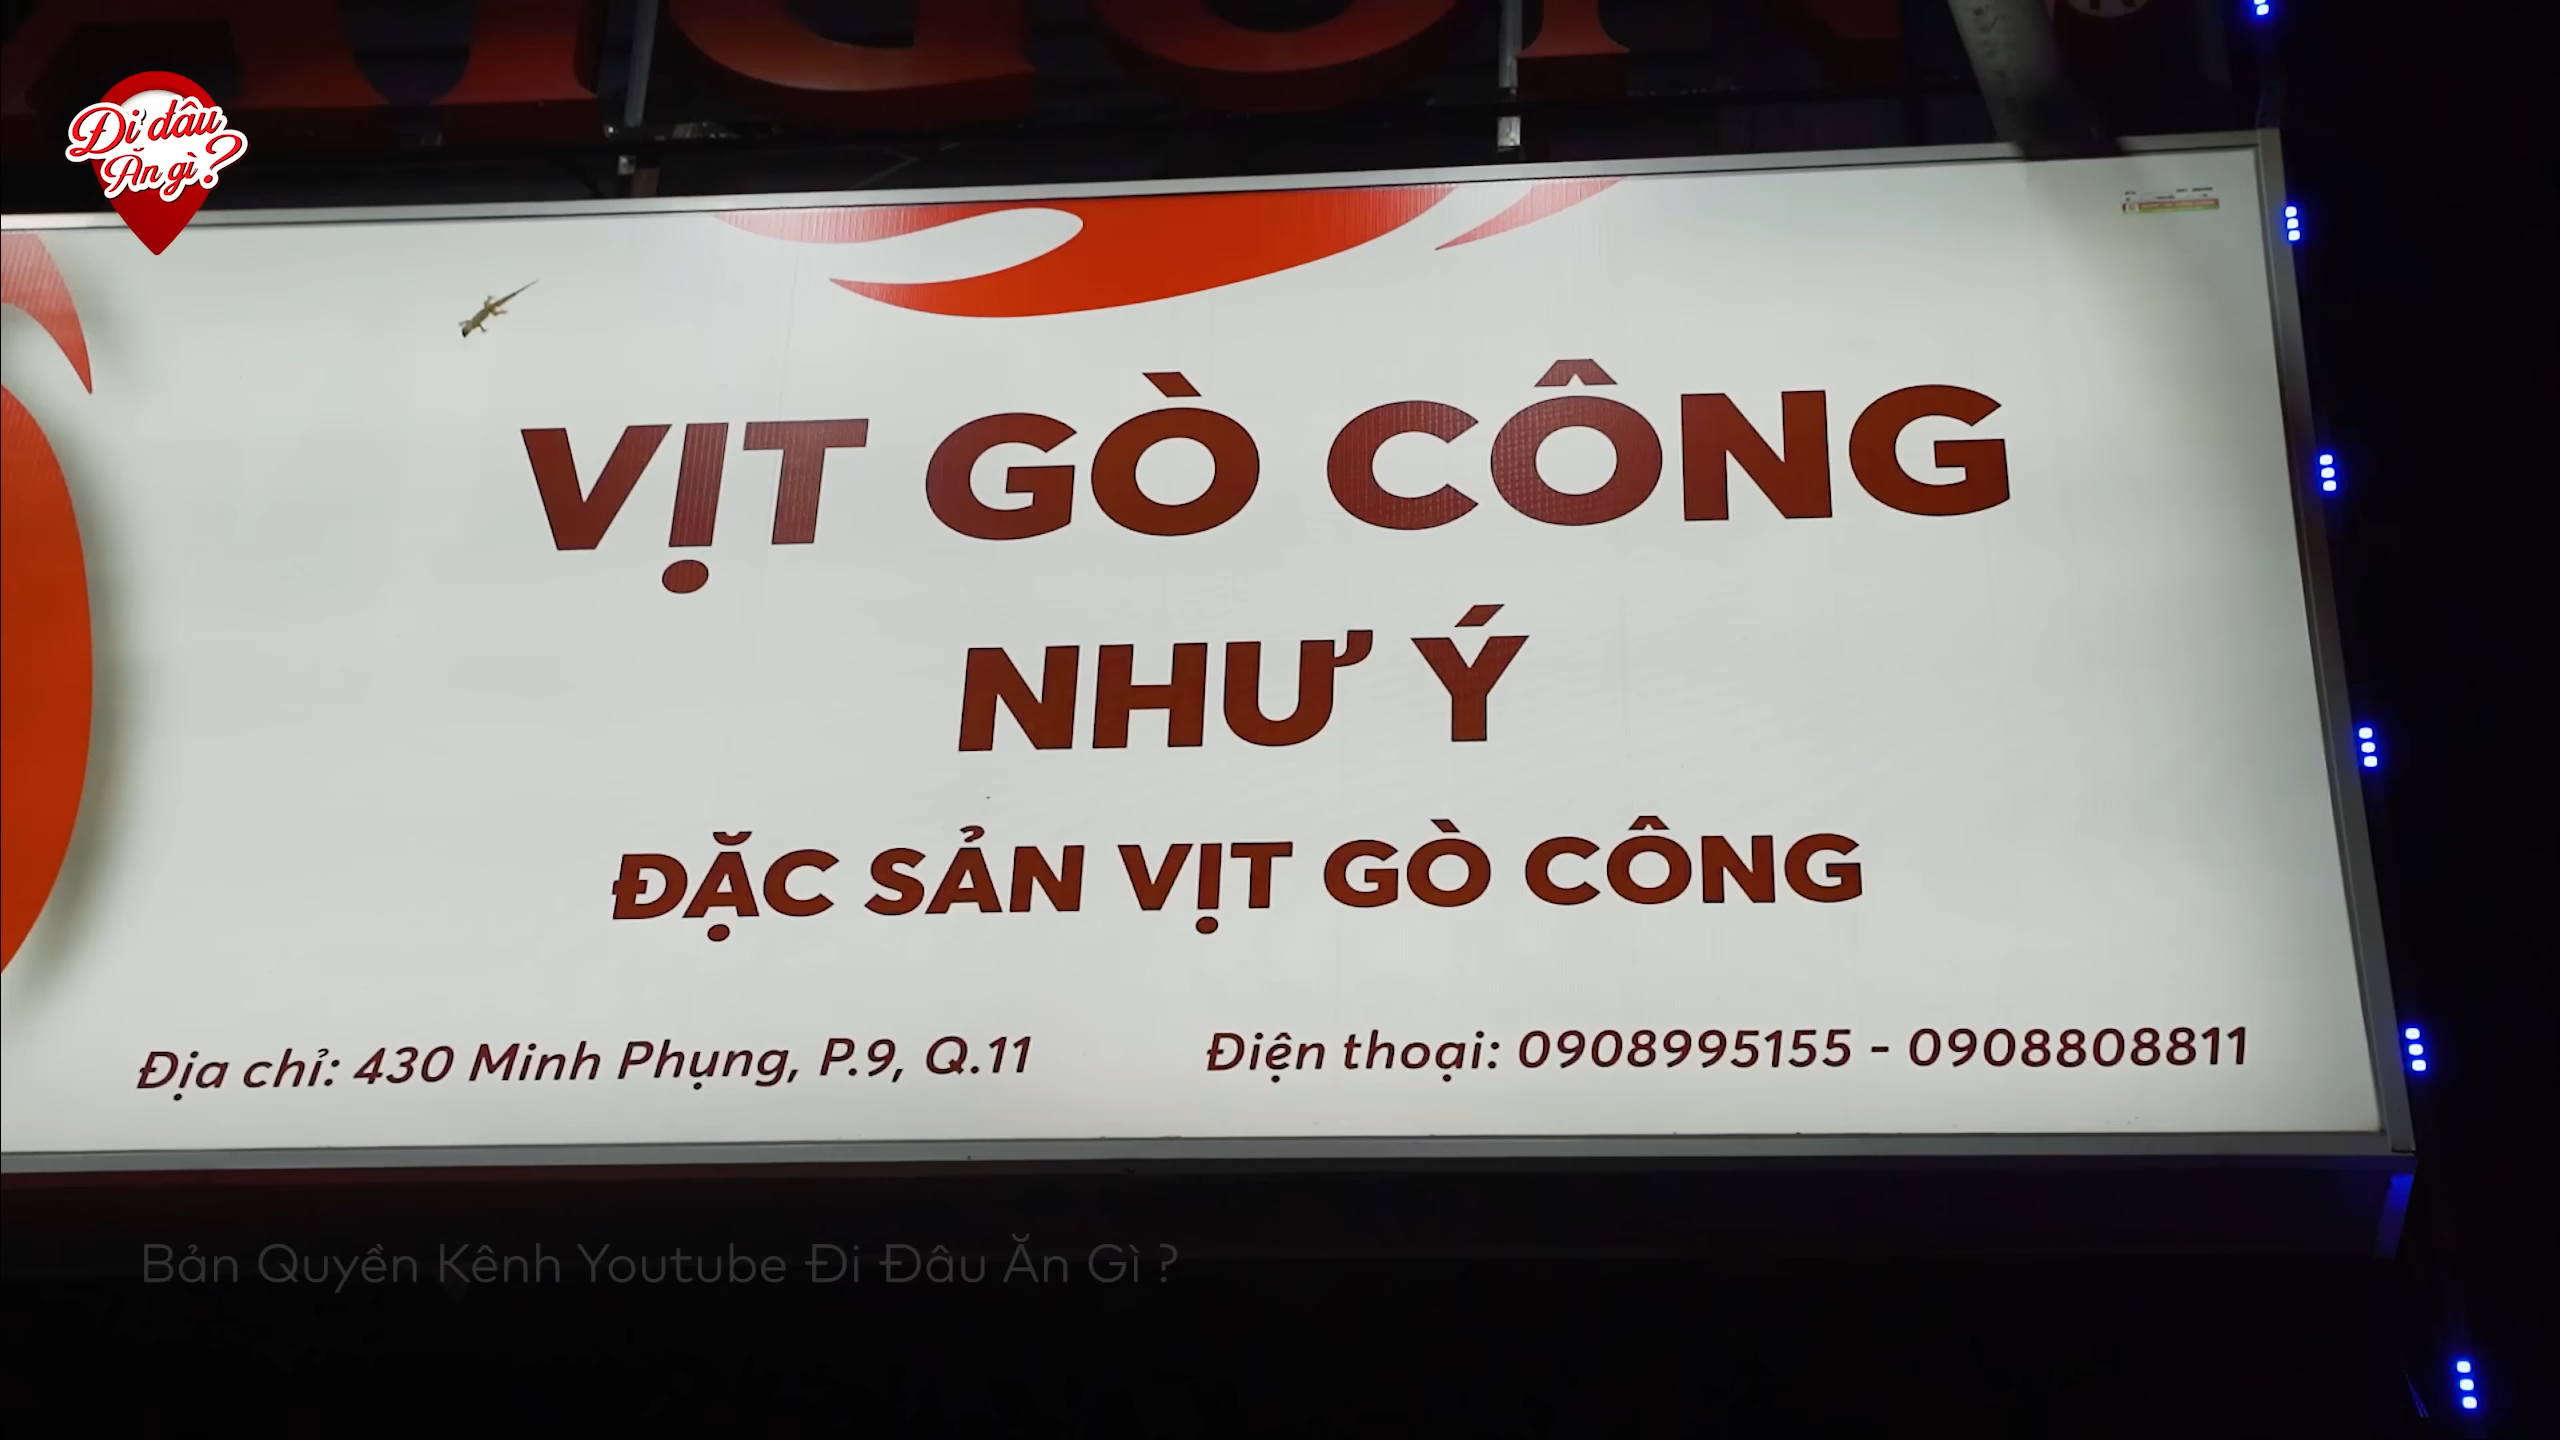 Đi đâu
Ăn gì?
VỊT GÒ CÔNG
NHƯ Ý
ĐẶC SẢN VỊT GÒ CÔNG
Địa chỉ: 430 Minh Phụng, P.9, Q.11
Điện thoại: 0908995155 - 0908808811
Bản Quyền Kênh Youtube Đi Đâu Ăn Gì ?